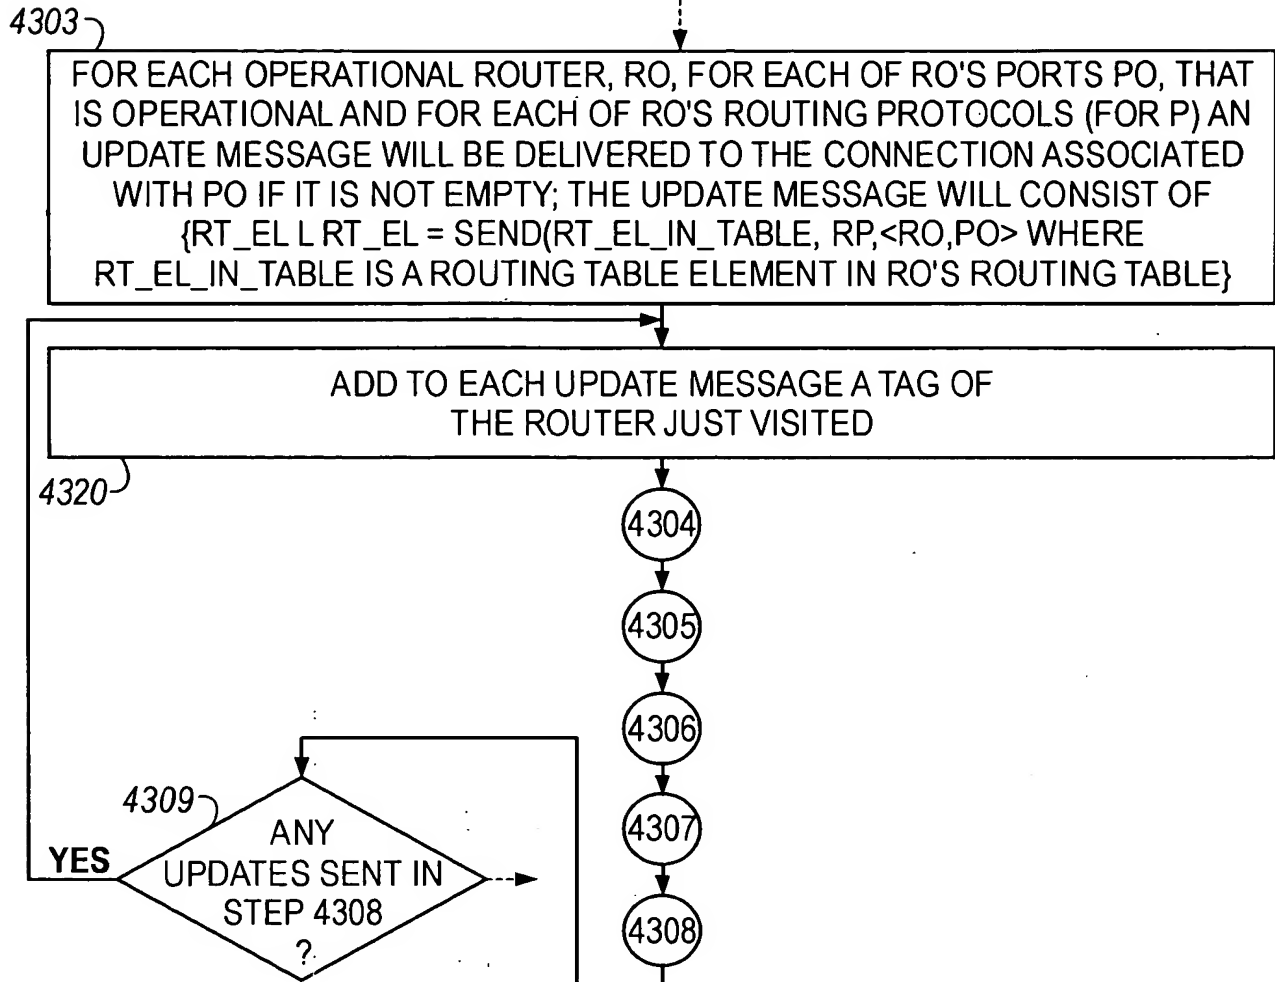 4303
FOR EACH OPERATIONAL ROUTER, RO, FOR EACH OF RO'S PORTS PO, THAT
IS OPERATIONAL AND FOR EACH OF RO'S ROUTING PROTOCOLS (FOR P) AN
UPDATE MESSAGE WILL BE DELIVERED TO THE CONNECTION ASSOCIATED
WITH PO IF IT IS NOT EMPTY; THE UPDATE MESSAGE WILL CONSIST OF
{RT_EL L RT_EL = SEND(RT_EL_IN_TABLE, RP,<RO,PO> WHERE
RT_EL_IN_TABLE IS A ROUTING TABLE ELEMENT IN RO'S ROUTING TABLE}
ADD TO EACH UPDATE MESSAGE A TAG OF
THE ROUTER JUST VISITED
4320
4304
4305
4306
4307
4308
4309
YES
ANY
UPDATES SENT IN
STEP 4308
?